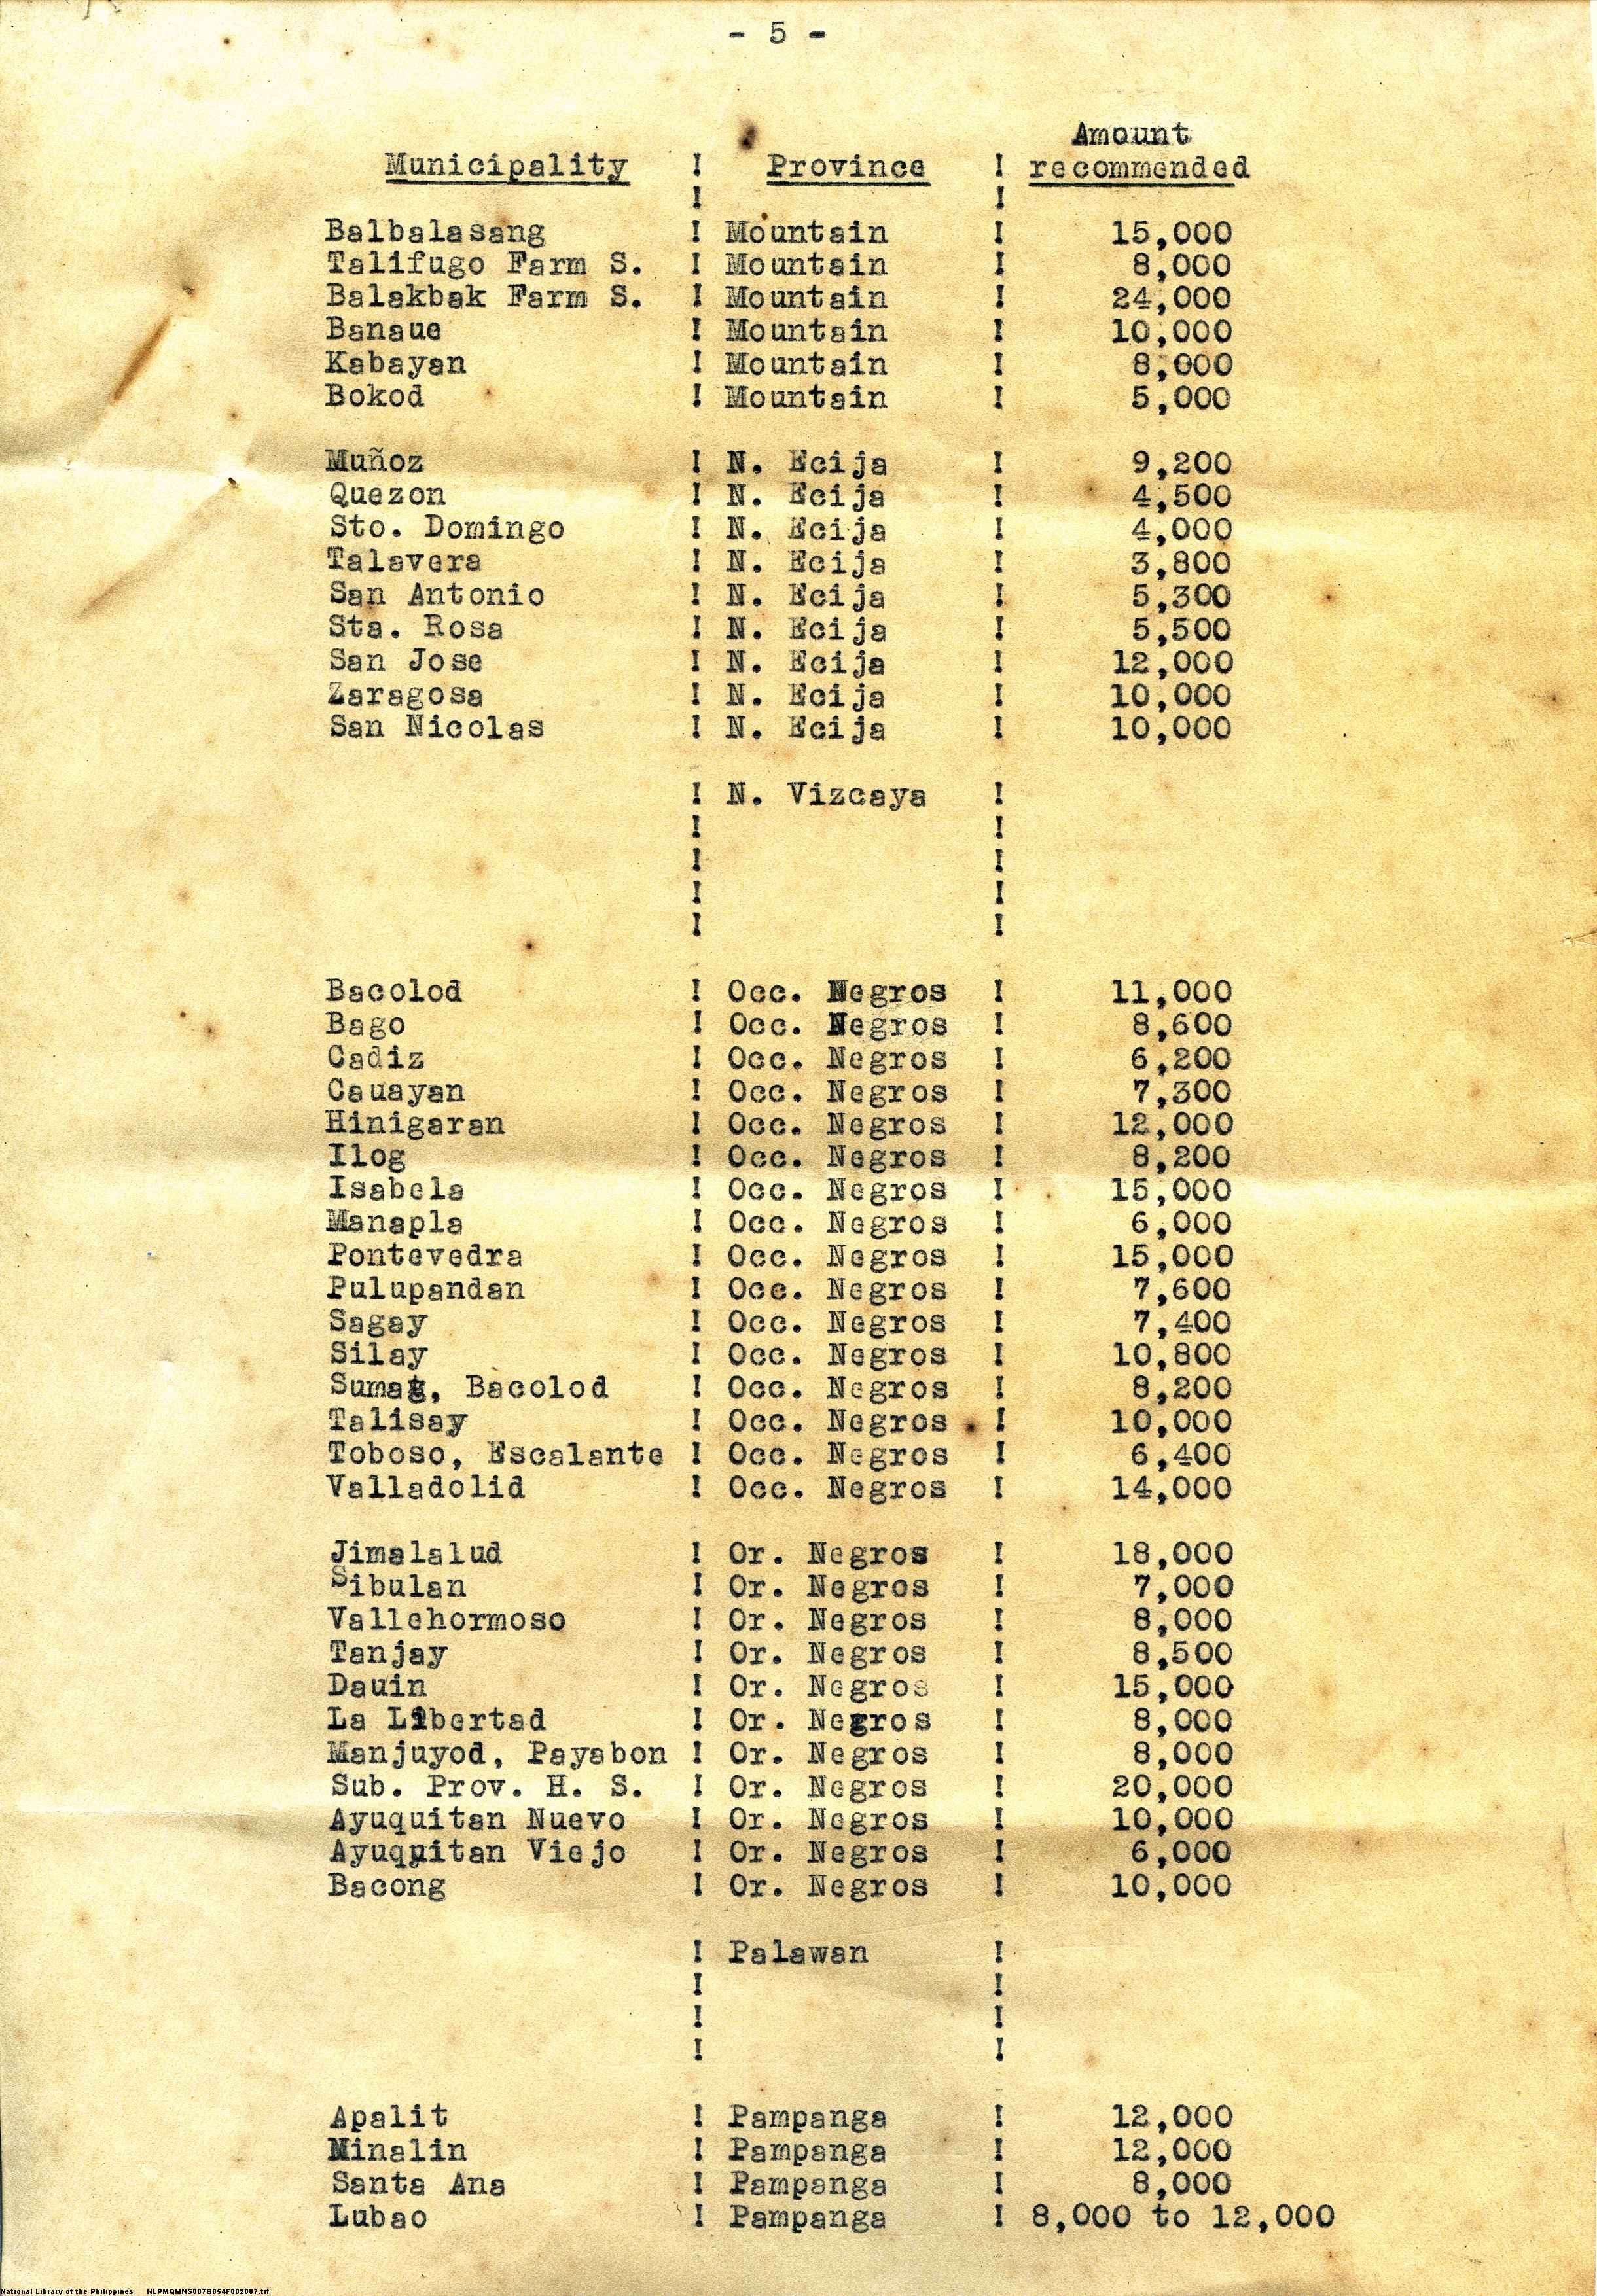 - 5 -
Amount
Municipality ! Province ! recommended
! !
Balbalasang ! Mountain ! 15,000
Talifugo Farm S. ! Mountain ! 8,000
Balakbak Farm S. ! Mountain ! 24,000
Banaue ! Mountain ! 10,000
Kabayan ! Mountain ! 8,000
Bokod ! Mountain ! 5,000
Muñoz ! N. Ecija ! 9,200
Quezon ! N. Ecija ! 4,500
Sto. Domingo ! N. Ecija ! 4,000
Talavera ! N. Ecija ! 3,800
San Antonio ! N. Ecija ! 5,300
Sta. Rosa ! N. Ecija ! 5,500
San Jose ! N. Ecija ! 12,000
Zaragosa ! N. Ecija ! 10,000
San Nicolas ! N. Ecija ! 10,000
! N. Vizcaya !
! !
! !
! !
! !
Bacolod ! Occ. Negros ! 11,000
Bago ! Occ. Negros ! 8,600
Cadiz ! Occ. Negros ! 6,200
Cauayan ! Occ. Negros ! 7,300
Hinigaran ! Occ. Negros ! 12,000
Ilog ! Occ. Negros ! 8,200
Isabela ! Occ. Negros ! 15,000
Manapla ! Occ. Negros ! 6,000
Pontevedra ! Occ. Negros ! 15,000
Pulupandan ! Occ. Negros ! 7,600
Sagay ! Occ. Negros ! 7,400
Silay ! Occ. Negros ! 10,800
Sumag, Bacolod ! Occ. Negros ! 8,200
Talisay ! Occ. Negros ! 10,000
Toboso, Escalante ! Occ. Negros ! 6,400
Valladolid ! Occ. Negros ! 14,000
Jimalalud ! Or. Negros ! 18,000
Sibulan ! Or. Negros ! 7,000
Vallehormoso ! Or. Negros ! 8,000
Tanjay ! Or. Negros ! 8,500
Dauin ! Or. Negros ! 15,000
La Libertad ! Or. Negros ! 8,000
Manjuyod, Payabon ! Or. Negros ! 8,000
Sub. Prov. H. S. ! Or. Negros ! 20,000
Ayuquitan Nuevo ! Or. Negros ! 10,000
Ayuquitan Viejo ! Or. Negros ! 6,000
Bacong ! Or. Negros ! 10,000
! Palawan !
! !
! !
! !
Apalit ! Pampanga ! 12,000
Minalin ! Pampanga ! 12,000
Santa Ana ! Pampanga ! 8,000
Lubao ! Pampanga ! 8,000 to 12,000
National Library of the Philippines NLPMQMNS007B054F002007.tif